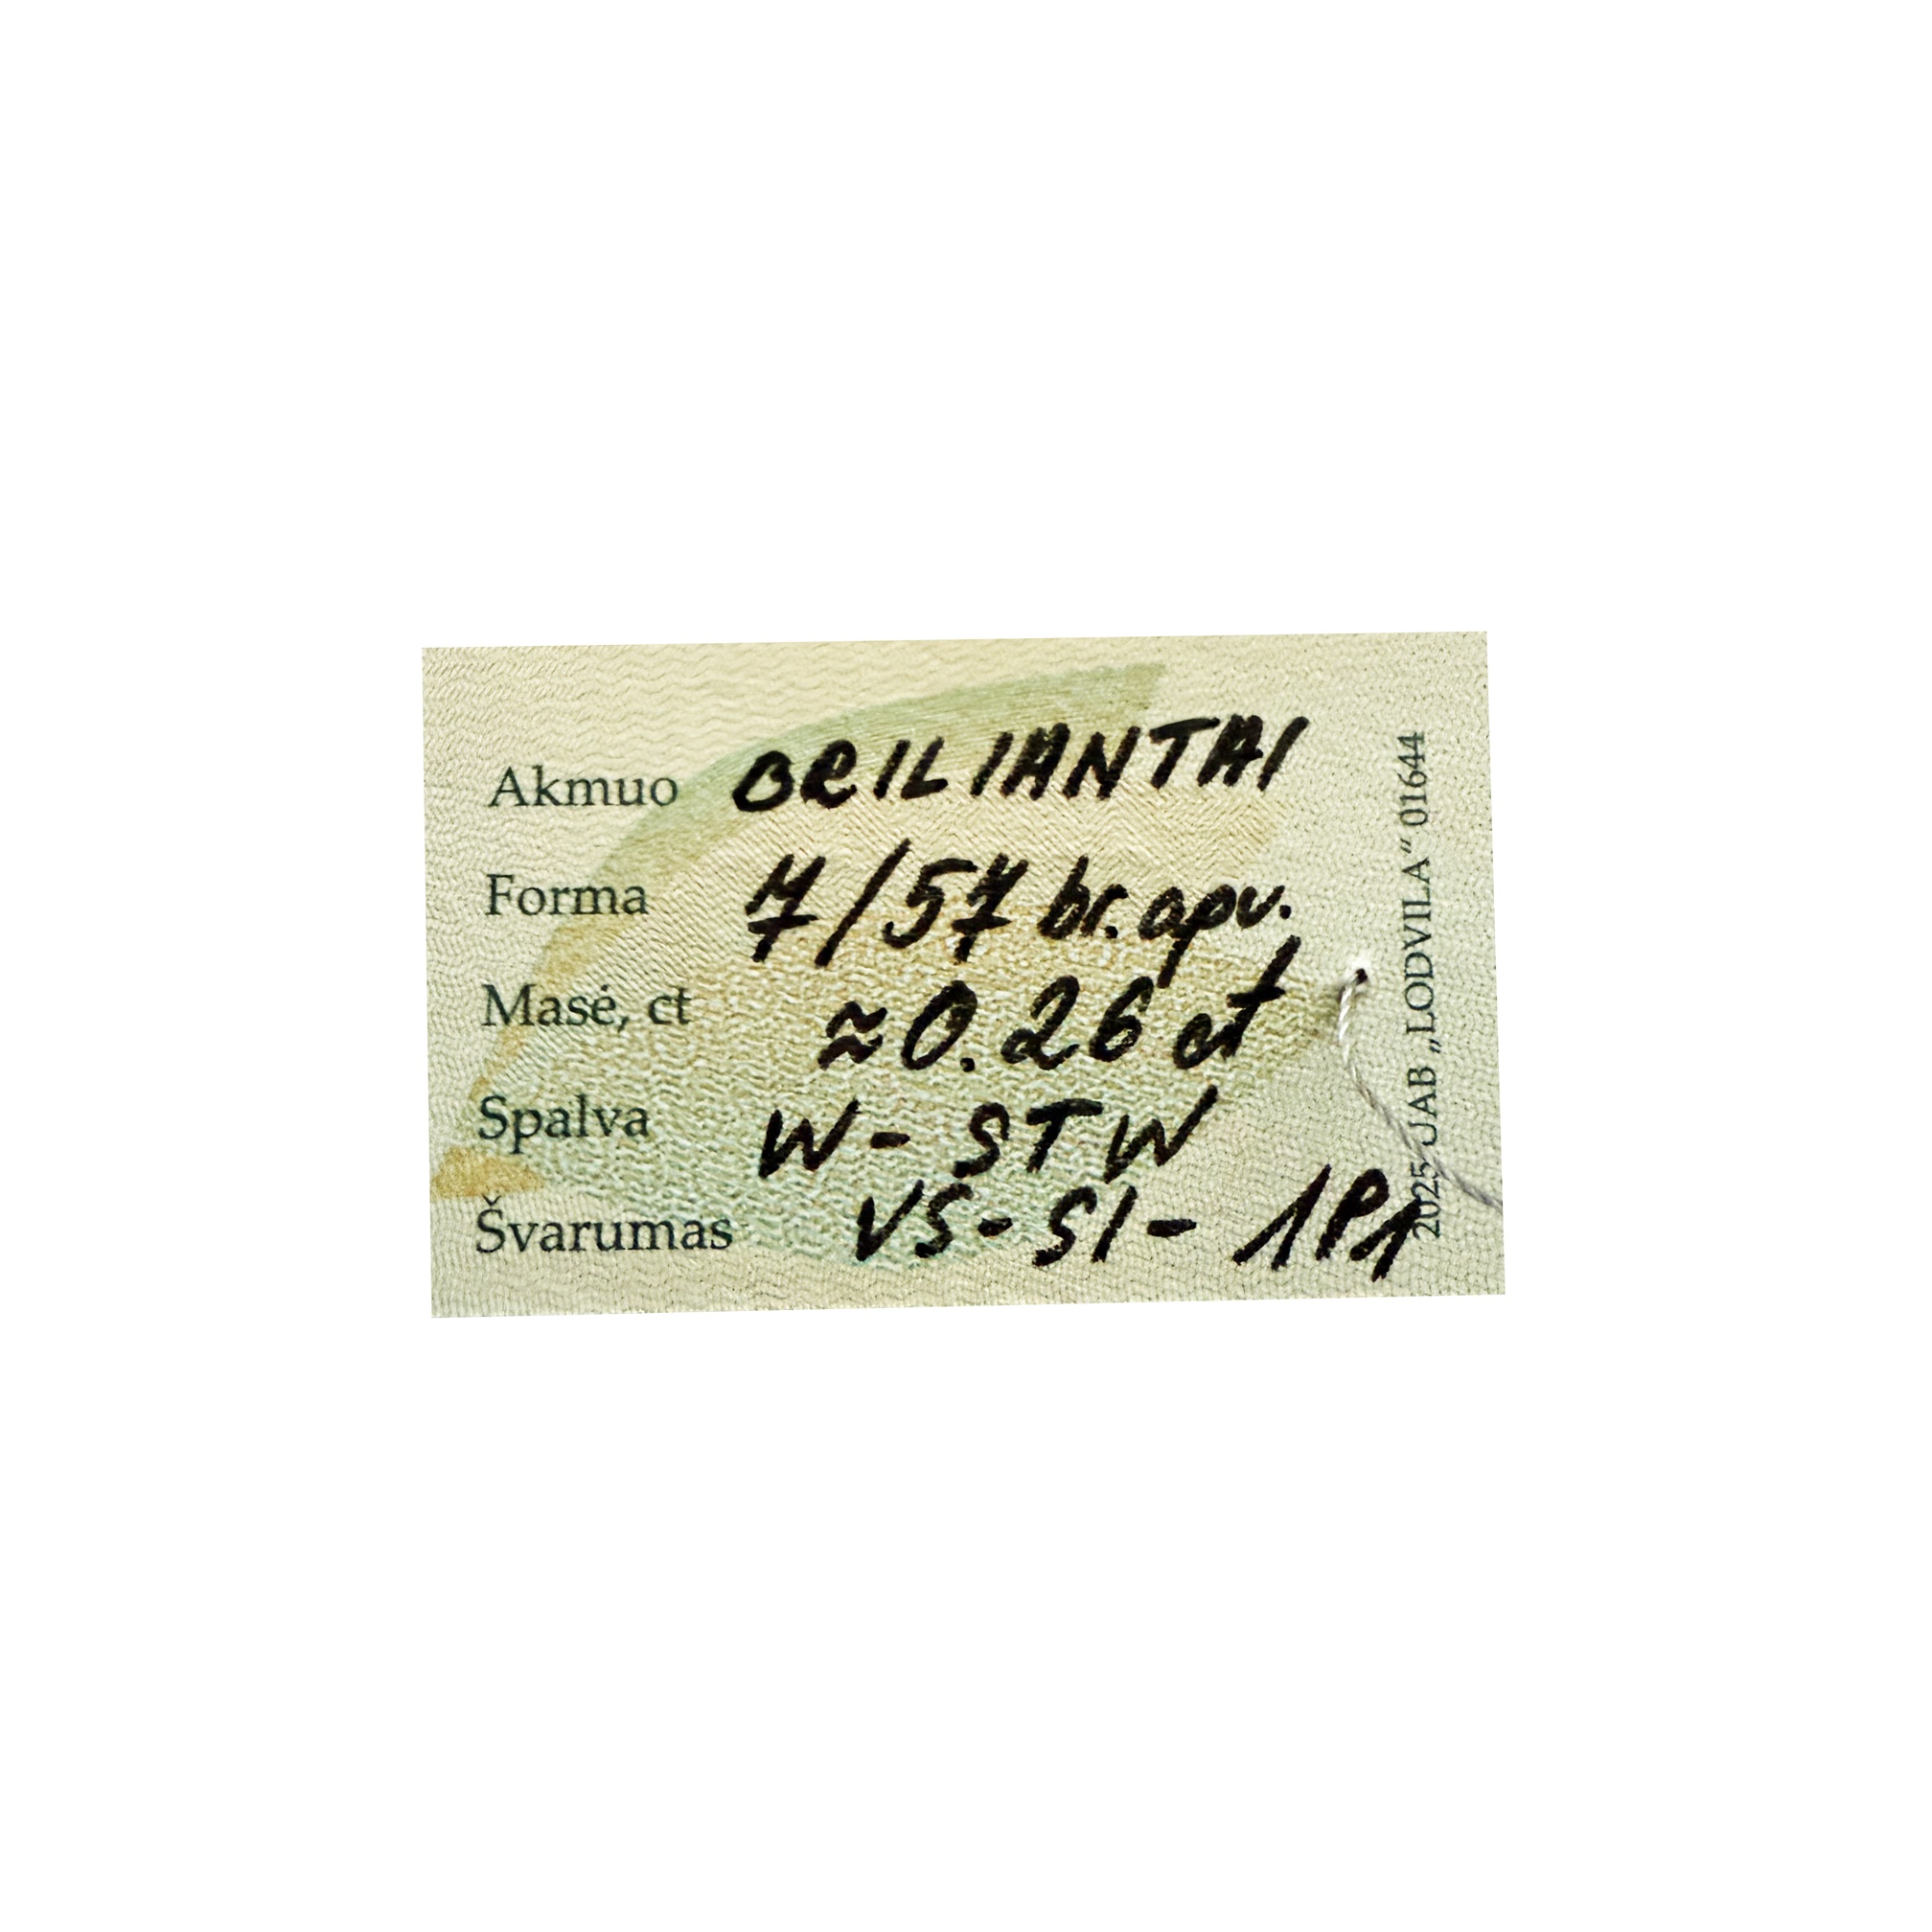 Akmuo BRILIANTAI
Forma 7/57 br. apv.
Masė, ct ≈0.26 ct
Spalva W - STW
Švarumas VS - SI - 1P1
2025 JAB „LODVILA“ 01644